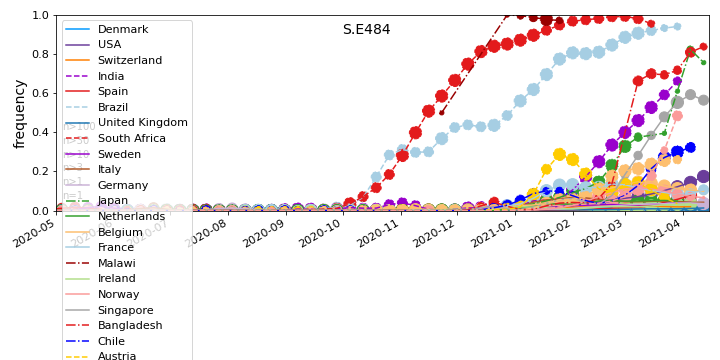 S.E484
frequency
1.0
0.8
0.6
0.4
0.2
0.0
2020-05
2020-07
2020-08
2020-09
2020-10
2020-11
2020-12
2021-01
2021-02
2021-03
2021-04
Denmark
USA
Switzerland
India
Spain
Brazil
United Kingdom
South Africa
Sweden
Italy
Germany
Japan
Netherlands
Belgium
France
Malawi
Ireland
Norway
Singapore
Bangladesh
Chile
Austria
n>100